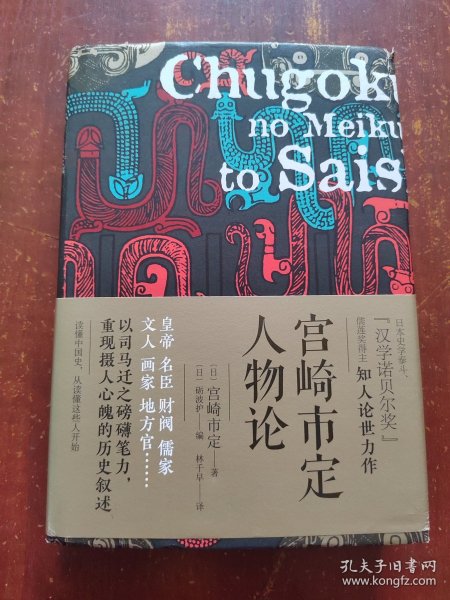 Chugok
no Meiku
to Sais
日本史学泰斗、
『汉学诺贝尔奖』
儒莲奖得主 知人论世力作
宫崎市定
人物论
[日] 宫崎市定 著
[日] 砺波护 编 林千早 译
皇帝 名臣 财阀 儒家
文人 画家 地方官……
以司马迁之磅礴笔力，
重现摄人心魄的历史叙述
读懂中国史，从读懂这些人开始
孔夫子旧书网
www.kongfz.com